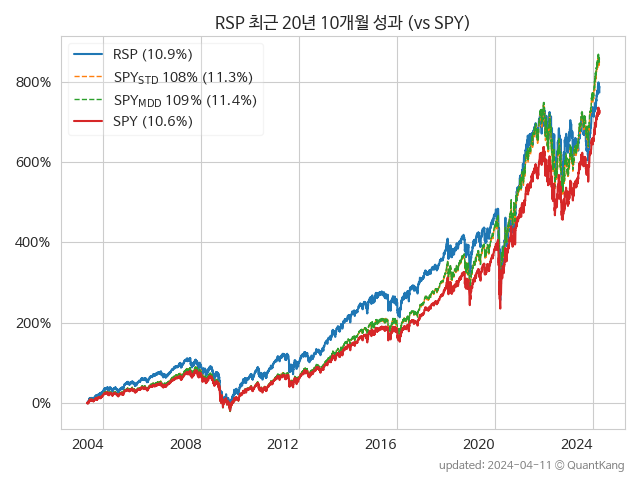 RSP 최근 20년 10개월 성과 (vs SPY)
RSP (10.9%)
SPYSTD 108% (11.3%)
SPYMDD 109% (11.4%)
SPY (10.6%)
800%
600%
400%
200%
0%
2004 2008 2012 2016 2020 2024
updated: 2024-04-11 © QuantKang